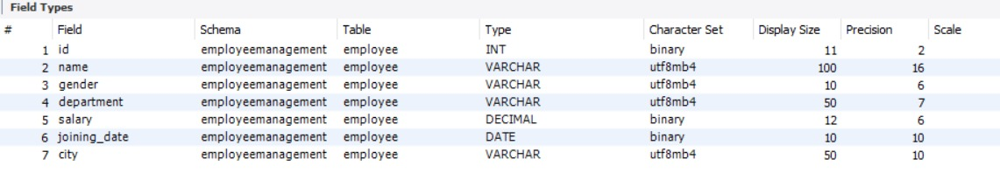 Field Types
# Field Schema Table Type Character Set Display Size Precision Scale
1 id employeemanagement employee INT binary 11 2
2 name employeemanagement employee VARCHAR utf8mb4 100 16
3 gender employeemanagement employee VARCHAR utf8mb4 10 6
4 department employeemanagement employee VARCHAR utf8mb4 50 7
5 salary employeemanagement employee DECIMAL binary 12 6
6 joining_date employeemanagement employee DATE binary 10 10
7 city employeemanagement employee VARCHAR utf8mb4 50 10